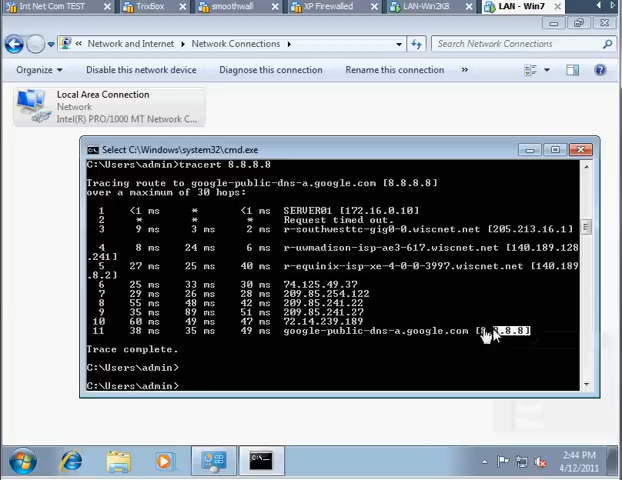 Int Net Com TEST
TrixBox
smoothwall
XP Firewalled
LAN-Win2K8
LAN - Win7
Network and Internet
Network Connections
Search Network Connections
Organize
Disable this network device
Diagnose this connection
Rename this connection
»
Local Area Connection
Network
Intel(R) PRO/1000 MT Network C...
Select C:\Windows\system32\cmd.exe
C:\Users\admin>tracert 8.8.8.8
Tracing route to google-public-dns-a.google.com [8.8.8.8]
over a maximum of 30 hops:
1 <1 ms * <1 ms SERVER01 [172.16.0.10]
2 * * * Request timed out.
3 9 ms 3 ms 2 ms r-southwesttc-gig0-0.wiscnet.net [205.213.16.1]
4 8 ms 24 ms 4 ms r-uwmadison-isp-ae3-617.wiscnet.net [140.189.128
.241]
5 27 ms 25 ms 40 ms r-equinix-isp-xe-4-0-0-3997.wiscnet.net [140.189
.8.2]
6 25 ms 33 ms 30 ms 74.125.49.37
7 29 ms 26 ms 28 ms 209.85.254.122
8 55 ms 48 ms 42 ms 209.85.241.22
9 35 ms 89 ms 51 ms 209.85.241.27
10 60 ms 49 ms 47 ms 72.14.239.189
11 38 ms 35 ms 49 ms google-public-dns-a.google.com [8.8.8.8]
Trace complete.
C:\Users\admin>
C:\Users\admin>
2:44 PM
4/12/2011